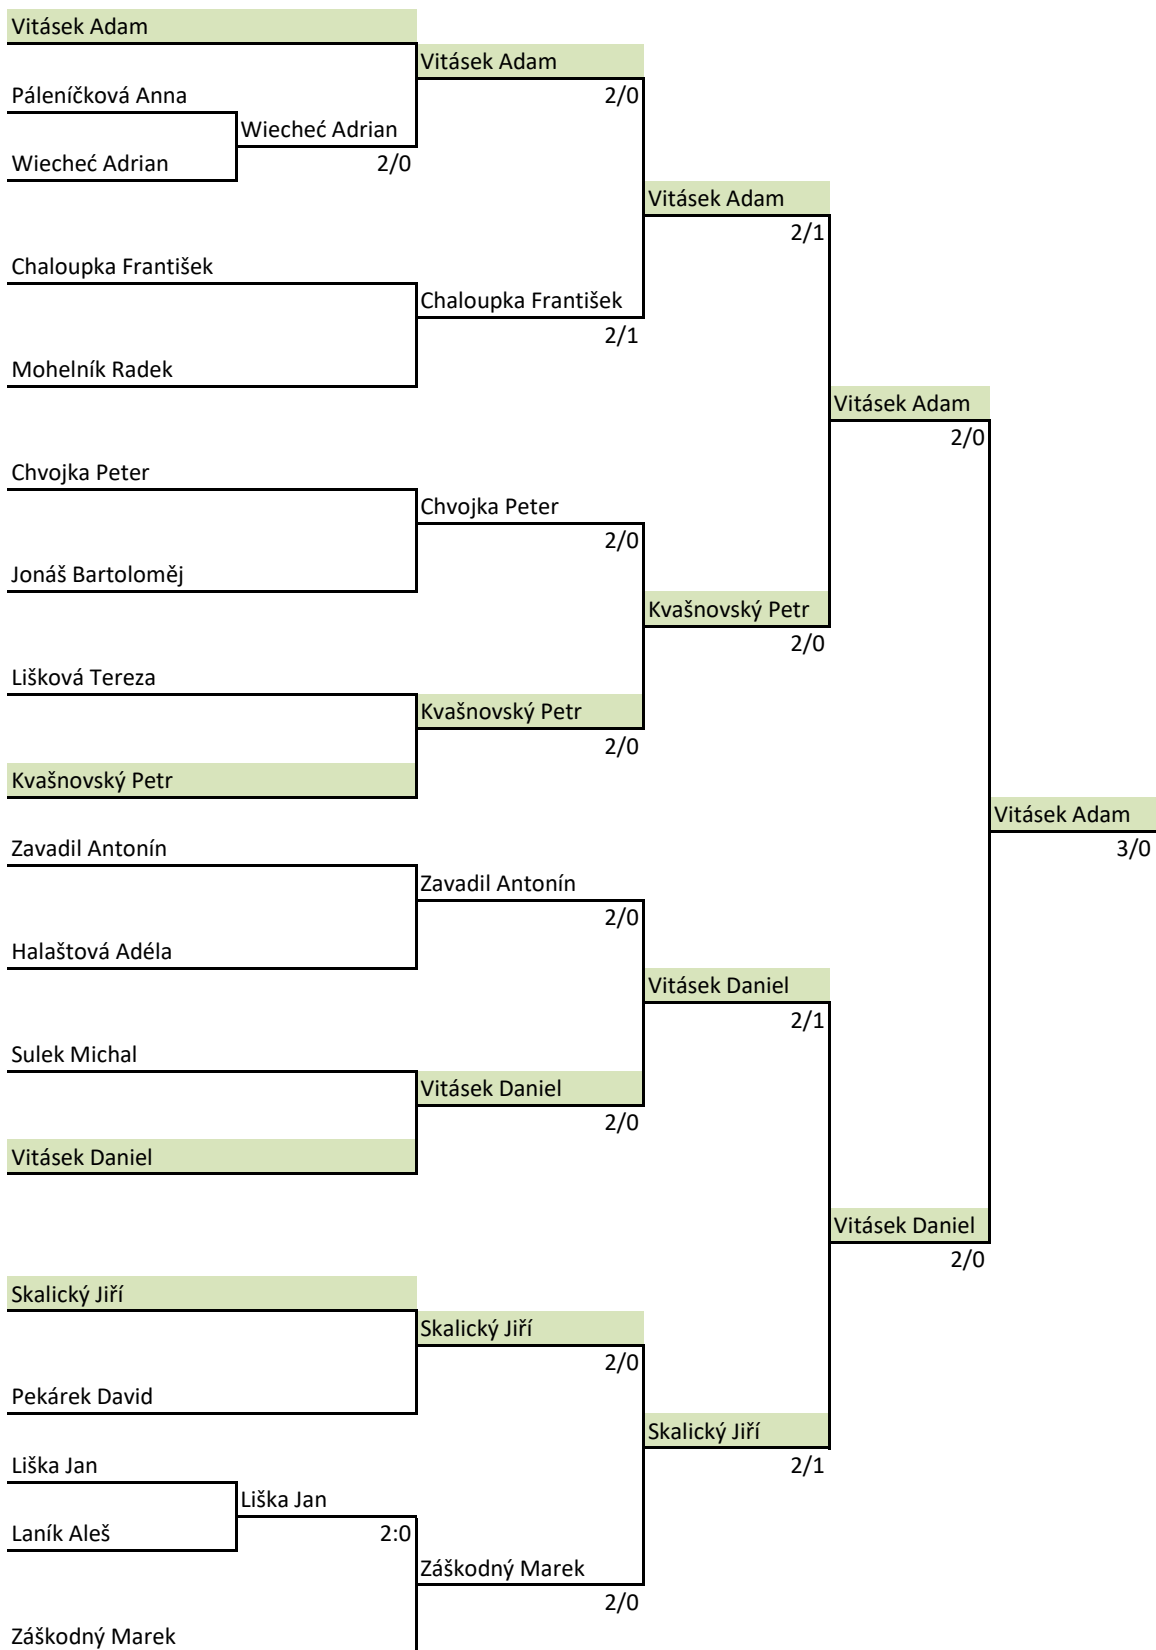 Vitásek Adam
Vitásek Adam
2/0
Páleníčková Anna
Wiecheć Adrian
2/0
Wiecheć Adrian
Vitásek Adam
2/1
Chaloupka František
Chaloupka František
2/1
Mohelník Radek
Vitásek Adam
2/0
Chvojka Peter
Chvojka Peter
2/0
Jonáš Bartoloměj
Kvašnovský Petr
2/0
Lišková Tereza
Kvašnovský Petr
2/0
Kvašnovský Petr
Vitásek Adam
3/0
Zavadil Antonín
Zavadil Antonín
2/0
Halaštová Adéla
Vitásek Daniel
2/1
Sulek Michal
Vitásek Daniel
2/0
Vitásek Daniel
Vitásek Daniel
2/0
Skalický Jiří
Skalický Jiří
2/0
Pekárek David
Skalický Jiří
2/1
Liška Jan
Liška Jan
2:0
Laník Aleš
Záškodný Marek
2/0
Záškodný Marek